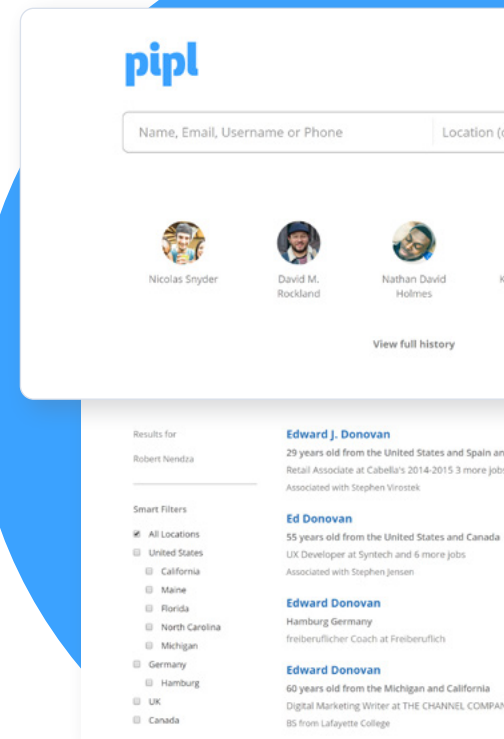 pipl
Name, Email, Username or Phone
Location (
Nicolas Snyder
David M.
Rockland
Nathan David
Holmes
K
View full history
Results for
Robert Nendza
Smart Filters
All Locations
United States
California
Maine
Florida
North Carolina
Michigan
Germany
Hamburg
UK
Canada
Edward J. Donovan
29 years old from the United States and Spain an
Retail Associate at Cabella's 2014-2015 3 more jobs
Associated with Stephen Virostek
Ed Donovan
55 years old from the United States and Canada
UX Developer at Syntech and 6 more jobs
Associated with Stephen Jensen
Edward Donovan
Hamburg Germany
freiberuflicher Coach at Freiberuflich
Edward Donovan
60 years old from the Michigan and California
Digital Marketing Writer at THE CHANNEL COMPAN
BS from Lafayette College